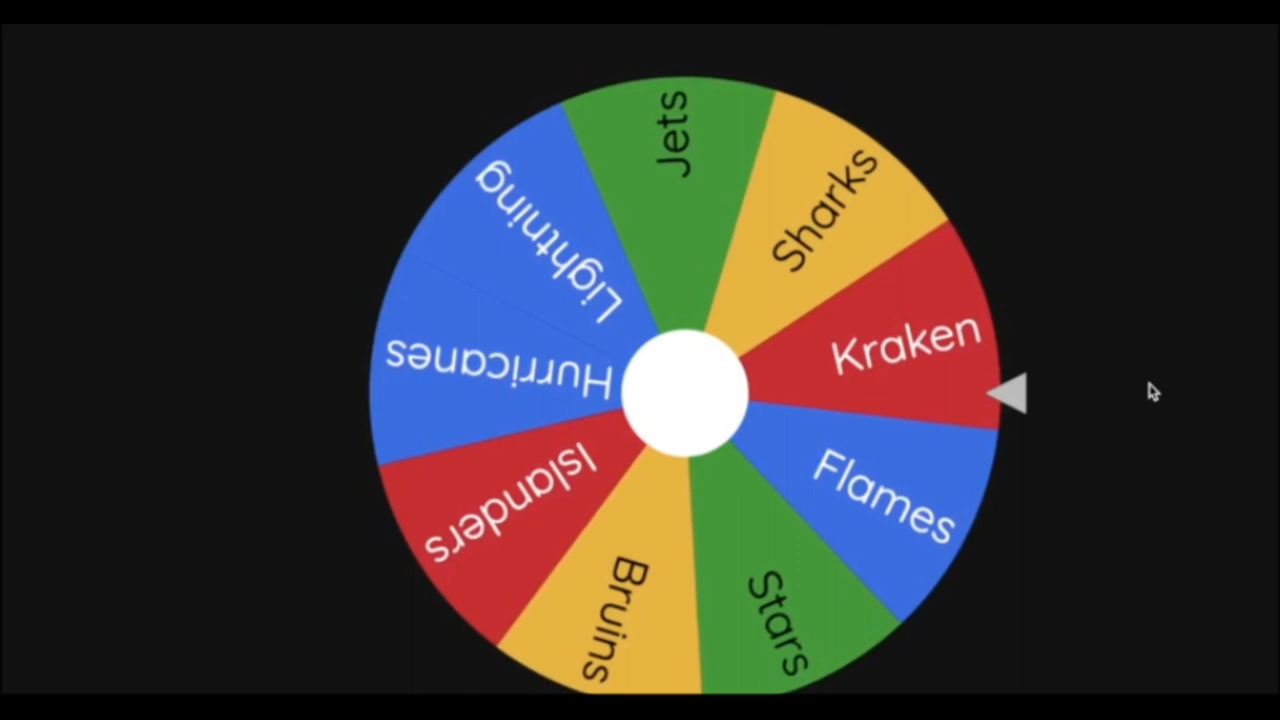 Jets
Sharks
Kraken
Flames
Stars
Bruins
Islanders
Hurricanes
Lightning